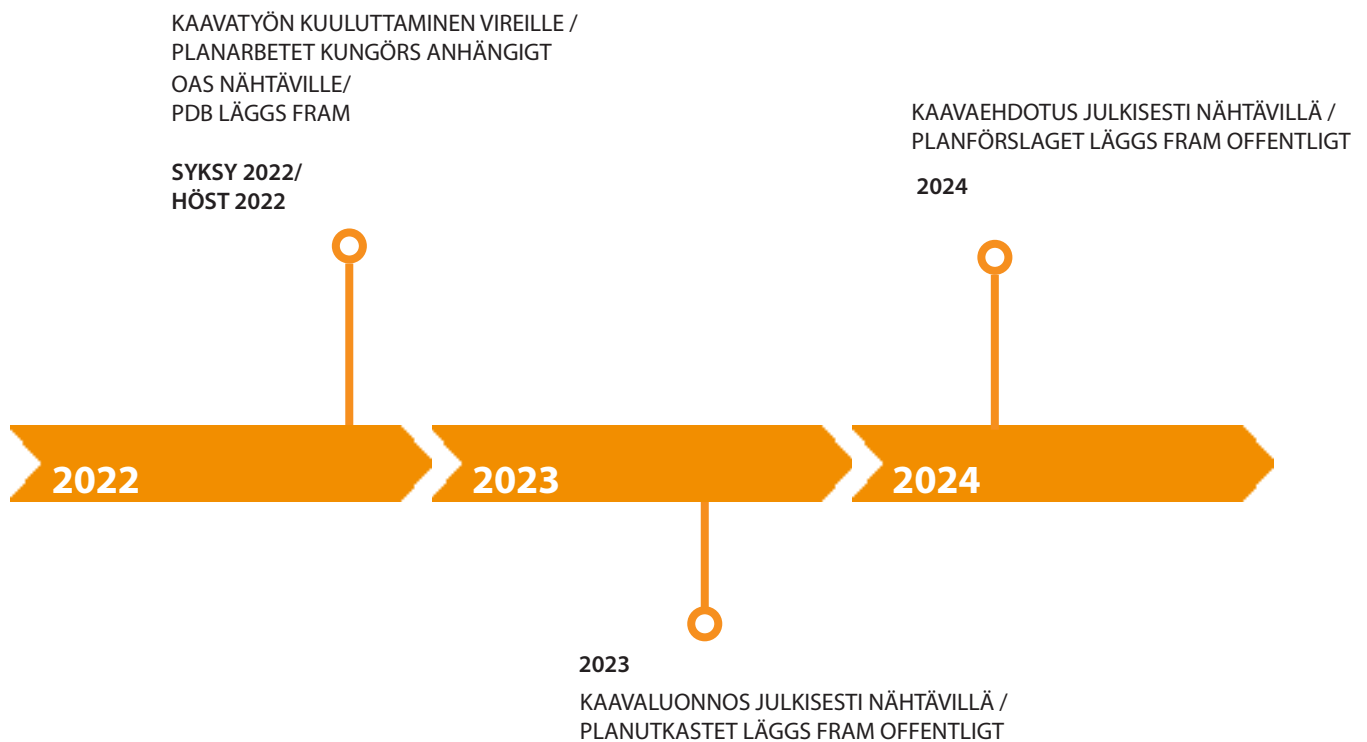 KAAVATYÖN KUULUTTAMINEN VIREILLE /
PLANARBETET KUNGÖRS ANHÄNGIGT
OAS NÄHTÄVILLE/
PDB LÄGGS FRAM
SYKSY 2022/
HÖST 2022
KAAVAEHDOTUS JULKISESTI NÄHTÄVILLÄ /
PLANFÖRSLAGET LÄGGS FRAM OFFENTLIGT
2024
2022
2023
2024
2023
KAAVALUONNOS JULKISESTI NÄHTÄVILLÄ /
PLANUTKASTET LÄGGS FRAM OFFENTLIGT